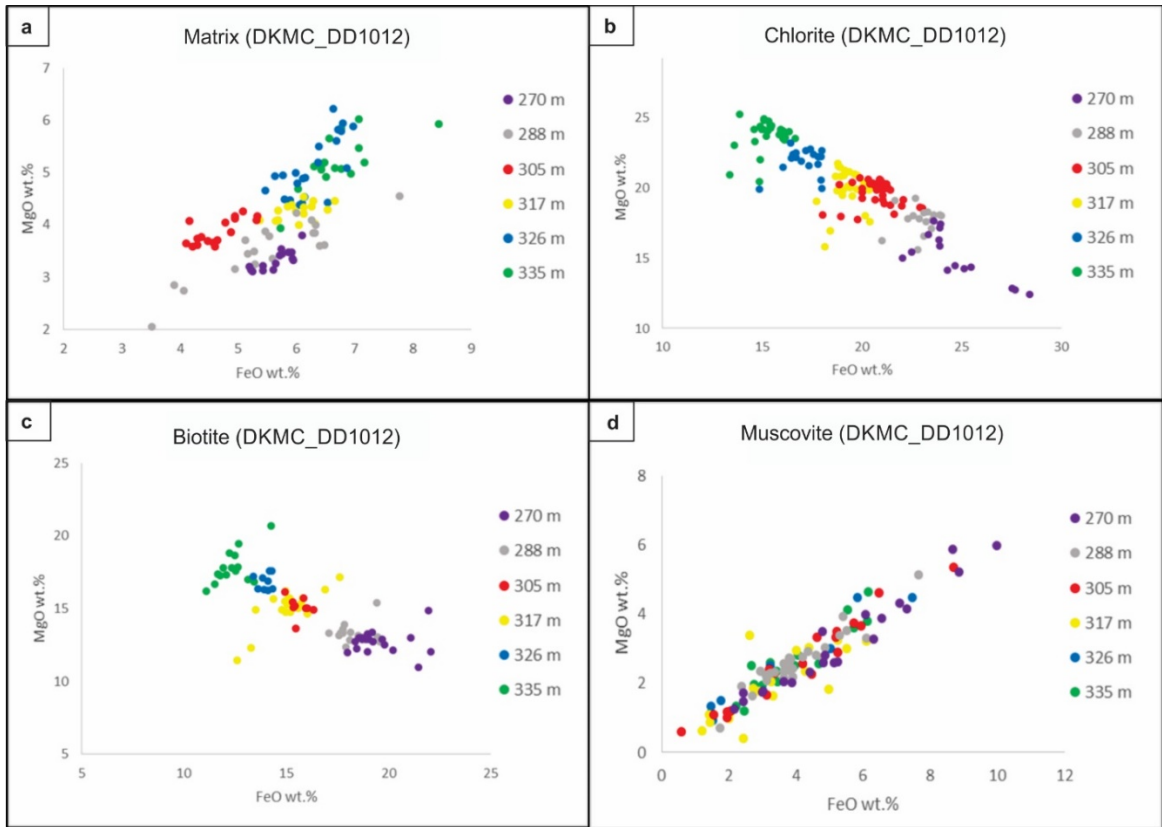 a
Matrix (DKMC_DD1012)
7
6
5
4
3
2
MgO wt.%
2 3 4 5 6 7 8 9
FeO wt.%
270 m
288 m
305 m
317 m
326 m
335 m
b
Chlorite (DKMC_DD1012)
25
20
15
10
MgO wt.%
10 15 20 25 30
FeO wt.%
270 m
288 m
305 m
317 m
326 m
335 m
c
Biotite (DKMC_DD1012)
25
20
15
10
5
MgO wt.%
5 10 15 20 25
FeO wt.%
270 m
288 m
305 m
317 m
326 m
335 m
d
Muscovite (DKMC_DD1012)
8
6
4
2
0
MgO wt.%
0 2 4 6 8 10 12
FeO wt.%
270 m
288 m
305 m
317 m
326 m
335 m